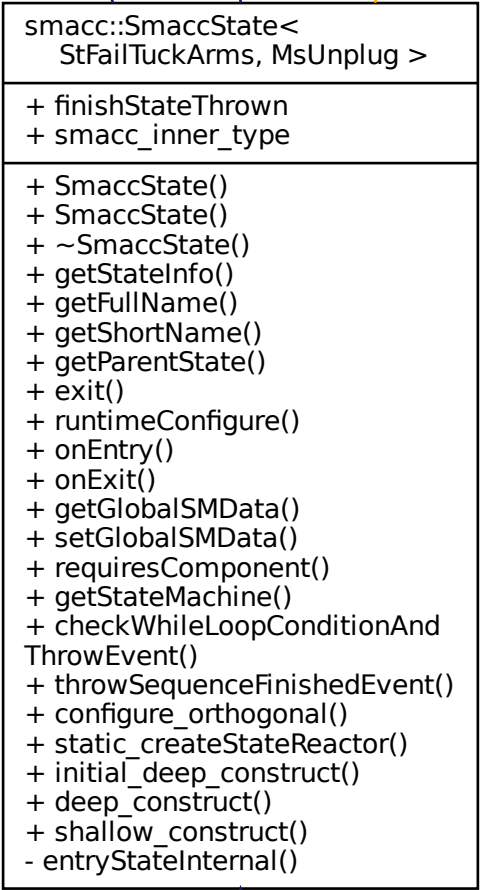 smacc::SmaccState<
StFailTuckArms, MsUnplug >
+ finishStateThrown
+ smacc_inner_type
+ SmaccState()
+ SmaccState()
+ ~SmaccState()
+ getStateInfo()
+ getFullName()
+ getShortName()
+ getParentState()
+ exit()
+ runtimeConfigure()
+ onEntry()
+ onExit()
+ getGlobalSMData()
+ setGlobalSMData()
+ requiresComponent()
+ getStateMachine()
+ checkWhileLoopConditionAnd
ThrowEvent()
+ throwSequenceFinishedEvent()
+ configure_orthogonal()
+ static_createStateReactor()
+ initial_deep_construct()
+ deep_construct()
+ shallow_construct()
- entryStateInternal()